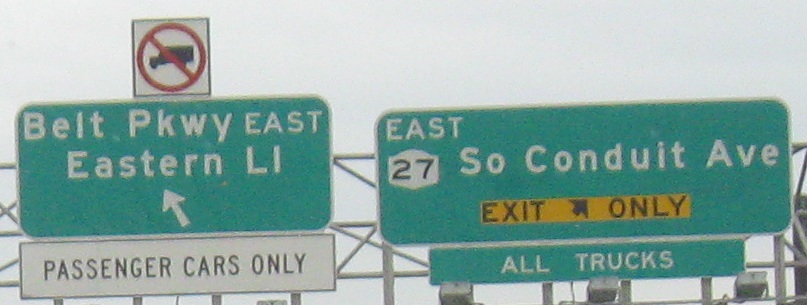 Belt Pkwy EAST
Eastern LI
PASSENGER CARS ONLY
EAST
27 So Conduit Ave
EXIT ONLY
ALL TRUCKS